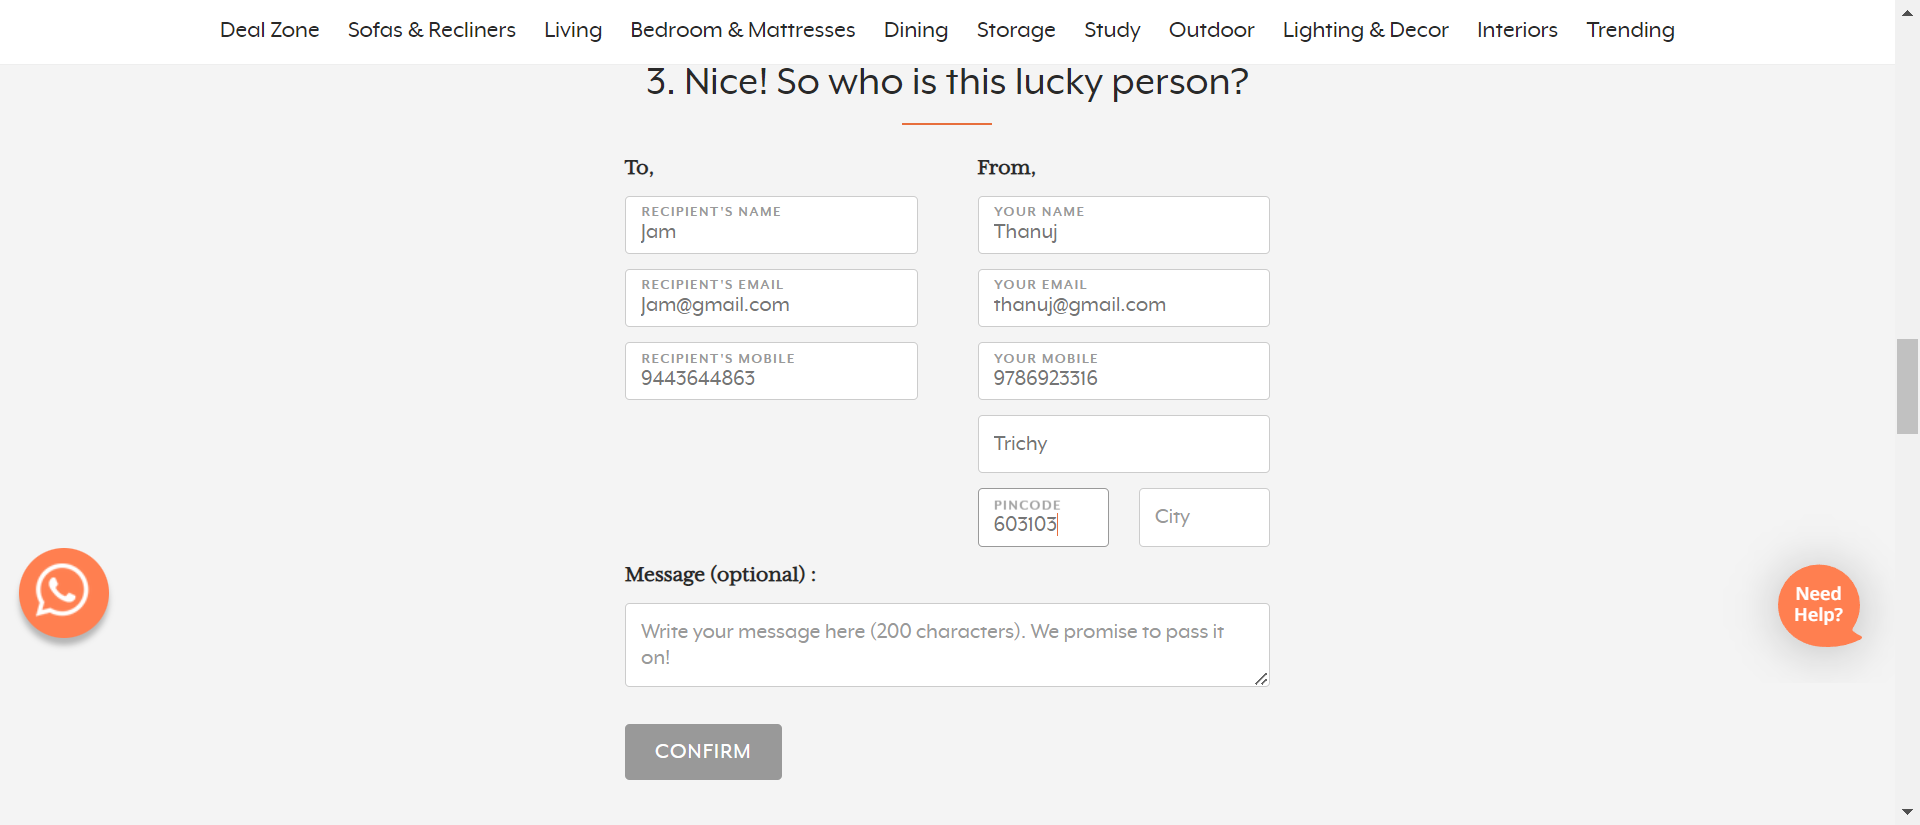 Deal Zone Sofas & Recliners Living Bedroom & Mattresses Dining Storage Study Outdoor Lighting & Decor Interiors Trending
3. Nice! So who is this lucky person?
To,
RECIPIENT'S NAME
Jam
RECIPIENT'S EMAIL
Jam@gmail.com
RECIPIENT'S MOBILE
9443644863
From,
YOUR NAME
Thanuj
YOUR EMAIL
thanuj@gmail.com
YOUR MOBILE
9786923316
Trichy
PINCODE
603103
City
Message (optional) :
Write your message here (200 characters). We promise to pass it
on!
CONFIRM
Need
Help?